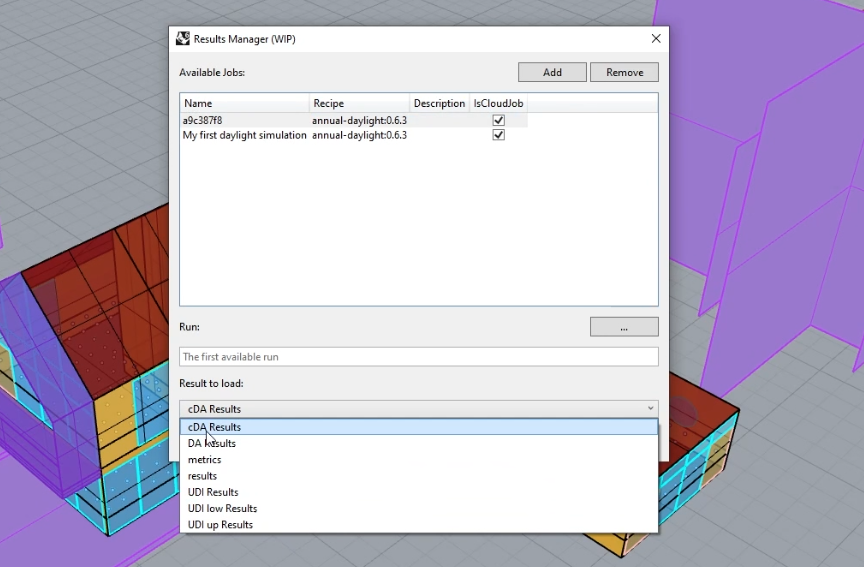 Results Manager (WIP)
Available Jobs:
Add
Remove
Name Recipe Description IsCloudJob
a9c387f8 annual-daylight:0.6.3
My first daylight simulation annual-daylight:0.6.3
Run:
...
The first available run
Result to load:
cDA Results
cDA Results
DA Results
metrics
results
UDI Results
UDI low Results
UDI up Results